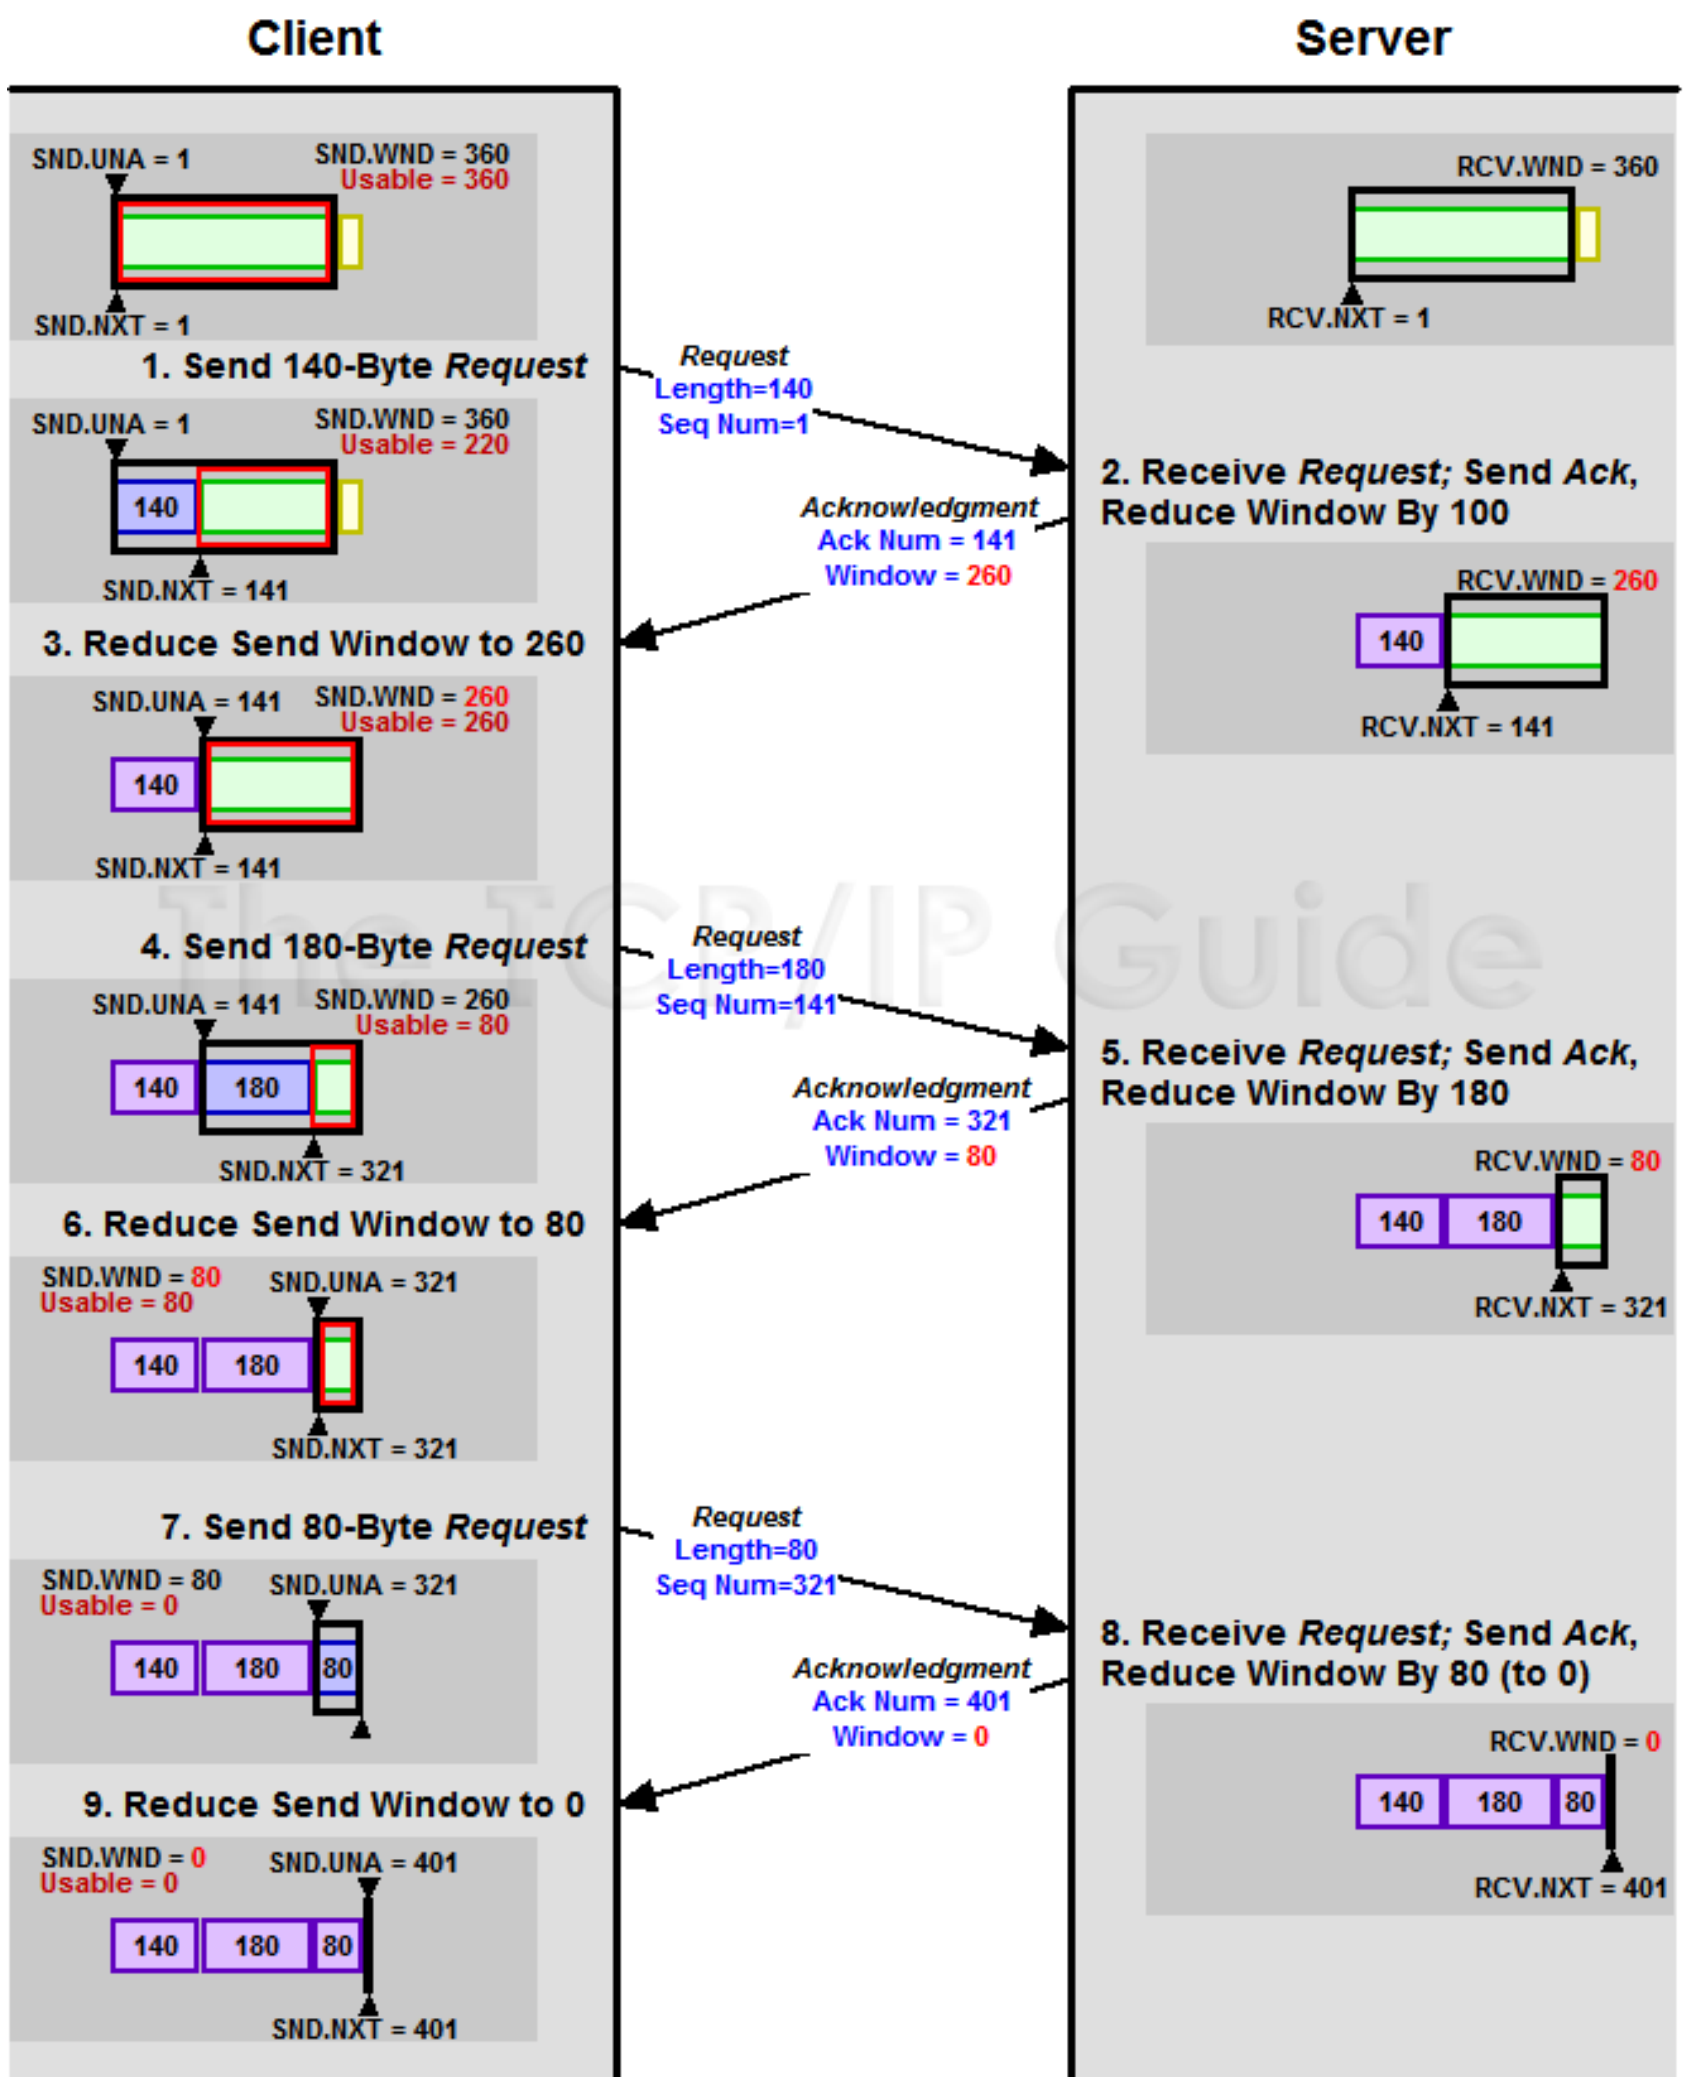 Client
Server
SND.UNA = 1
SND.WND = 360
Usable = 360
SND.NXT = 1
RCV.WND = 360
RCV.NXT = 1
1. Send 140-Byte Request
Request
Length=140
Seq Num=1
SND.UNA = 1
SND.WND = 360
Usable = 220
140
SND.NXT = 141
2. Receive Request; Send Ack,
Reduce Window By 100
Acknowledgment
Ack Num = 141
Window = 260
RCV.WND = 260
140
RCV.NXT = 141
3. Reduce Send Window to 260
SND.UNA = 141
SND.WND = 260
Usable = 260
140
SND.NXT = 141
The TCP/IP Guide
4. Send 180-Byte Request
Request
Length=180
Seq Num=141
SND.UNA = 141
SND.WND = 260
Usable = 80
140
180
SND.NXT = 321
5. Receive Request; Send Ack,
Reduce Window By 180
Acknowledgment
Ack Num = 321
Window = 80
RCV.WND = 80
140
180
RCV.NXT = 321
6. Reduce Send Window to 80
SND.WND = 80
Usable = 80
SND.UNA = 321
140
180
SND.NXT = 321
7. Send 80-Byte Request
Request
Length=80
Seq Num=321
SND.WND = 80
Usable = 0
SND.UNA = 321
140
180
80
8. Receive Request; Send Ack,
Reduce Window By 80 (to 0)
Acknowledgment
Ack Num = 401
Window = 0
RCV.WND = 0
140
180
80
RCV.NXT = 401
9. Reduce Send Window to 0
SND.WND = 0
Usable = 0
SND.UNA = 401
140
180
80
SND.NXT = 401